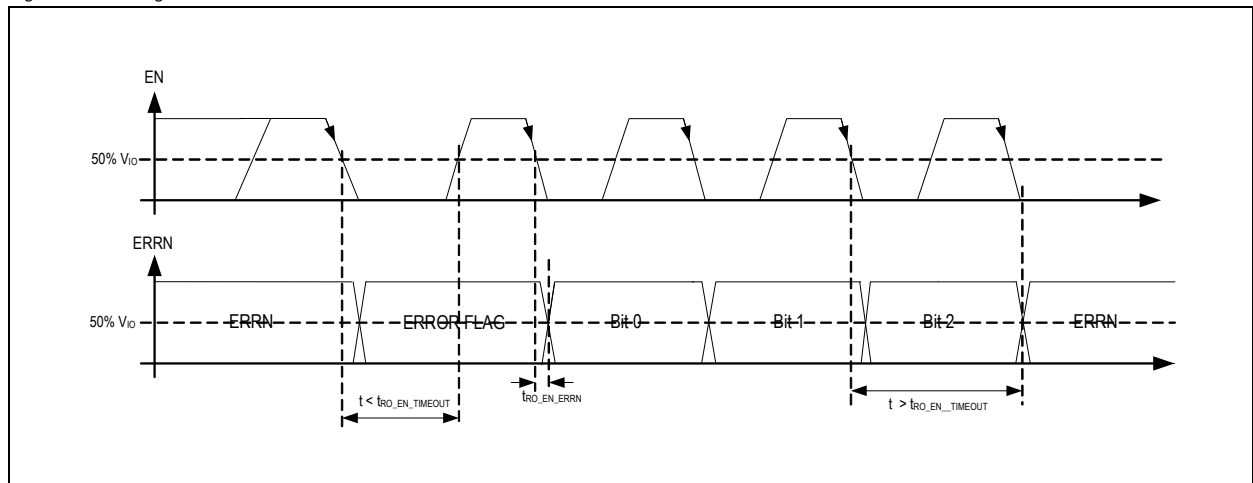 EN
50% VIO
ERRN
50% VIO
ERRN ERROR FLAG Bit 0 Bit 1 Bit 2 ERRN
t < tRO_EN_TIMEOUT tRO_EN_ERRN t > tRO_EN__TIMEOUT